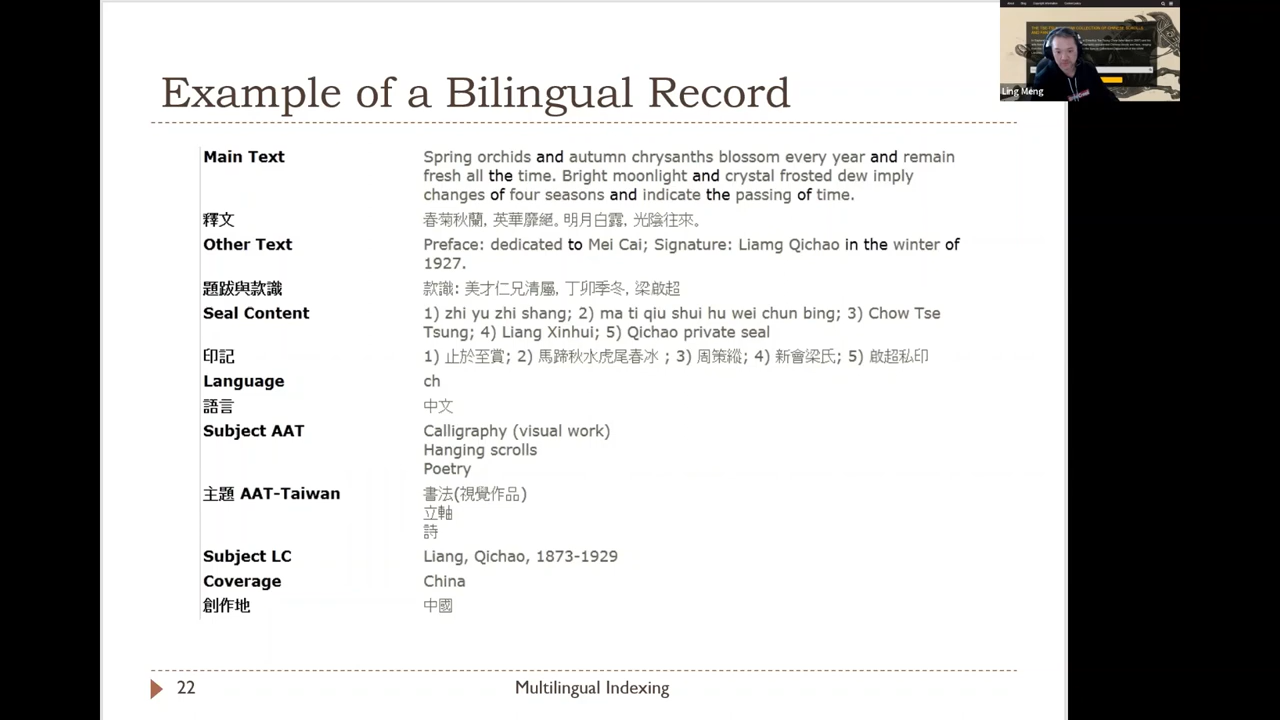 Example of a Bilingual Record
Ling Meng
Main Text
Spring orchids and autumn chrysanths blossom every year and remain
fresh all the time. Bright moonlight and crystal frosted dew imply
changes of four seasons and indicate the passing of time.
釋文
春菊秋蘭, 英華靡絕。明月白露, 光陰往來。
Other Text
Preface: dedicated to Mei Cai; Signature: Liamg Qichao in the winter of
1927.
題跋與款識
款識: 美才仁兄清屬, 丁卯季冬, 梁啟超
Seal Content
1) zhi yu zhi shang; 2) ma ti qiu shui hu wei chun bing; 3) Chow Tse
Tsung; 4) Liang Xinhui; 5) Qichao private seal
印記
1) 止於至賞; 2) 馬蹄秋水虎尾春冰 ; 3) 周策縱; 4) 新會梁氏; 5) 啟超私印
Language
ch
語言
中文
Subject AAT
Calligraphy (visual work)
Hanging scrolls
Poetry
主題 AAT-Taiwan
書法(視覺作品)
立軸
詩
Subject LC
Liang, Qichao, 1873-1929
Coverage
China
創作地
中國
22
Multilingual Indexing